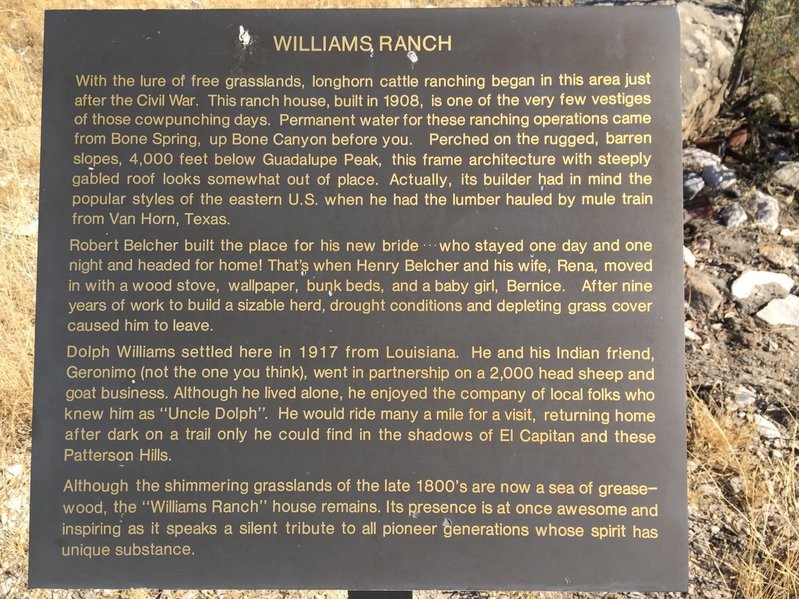 WILLIAMS RANCH
With the lure of free grasslands, longhorn cattle ranching began in this area just
after the Civil War. This ranch house, built in 1908, is one of the very few vestiges
of those cowpunching days. Permanent water for these ranching operations came
from Bone Spring, up Bone Canyon before you. Perched on the rugged, barren
slopes, 4,000 feet below Guadalupe Peak, this frame architecture with steeply
gabled roof looks somewhat out of place. Actually, its builder had in mind the
popular styles of the eastern U.S. when he had the lumber hauled by mule train
from Van Horn, Texas.
Robert Belcher built the place for his new bride ··· who stayed one day and one
night and headed for home! That's when Henry Belcher and his wife, Rena, moved
in with a wood stove, wallpaper, bunk beds, and a baby girl, Bernice. After nine
years of work to build a sizable herd, drought conditions and depleting grass cover
caused him to leave.
Dolph Williams settled here in 1917 from Louisiana. He and his Indian friend,
Geronimo (not the one you think), went in partnership on a 2,000 head sheep and
goat business. Although he lived alone, he enjoyed the company of local folks who
knew him as "Uncle Dolph". He would ride many a mile for a visit, returning home
after dark on a trail only he could find in the shadows of El Capitan and these
Patterson Hills.
Although the shimmering grasslands of the late 1800's are now a sea of grease–
wood, the "Williams Ranch" house remains. Its presence is at once awesome and
inspiring as it speaks a silent tribute to all pioneer generations whose spirit has
unique substance.